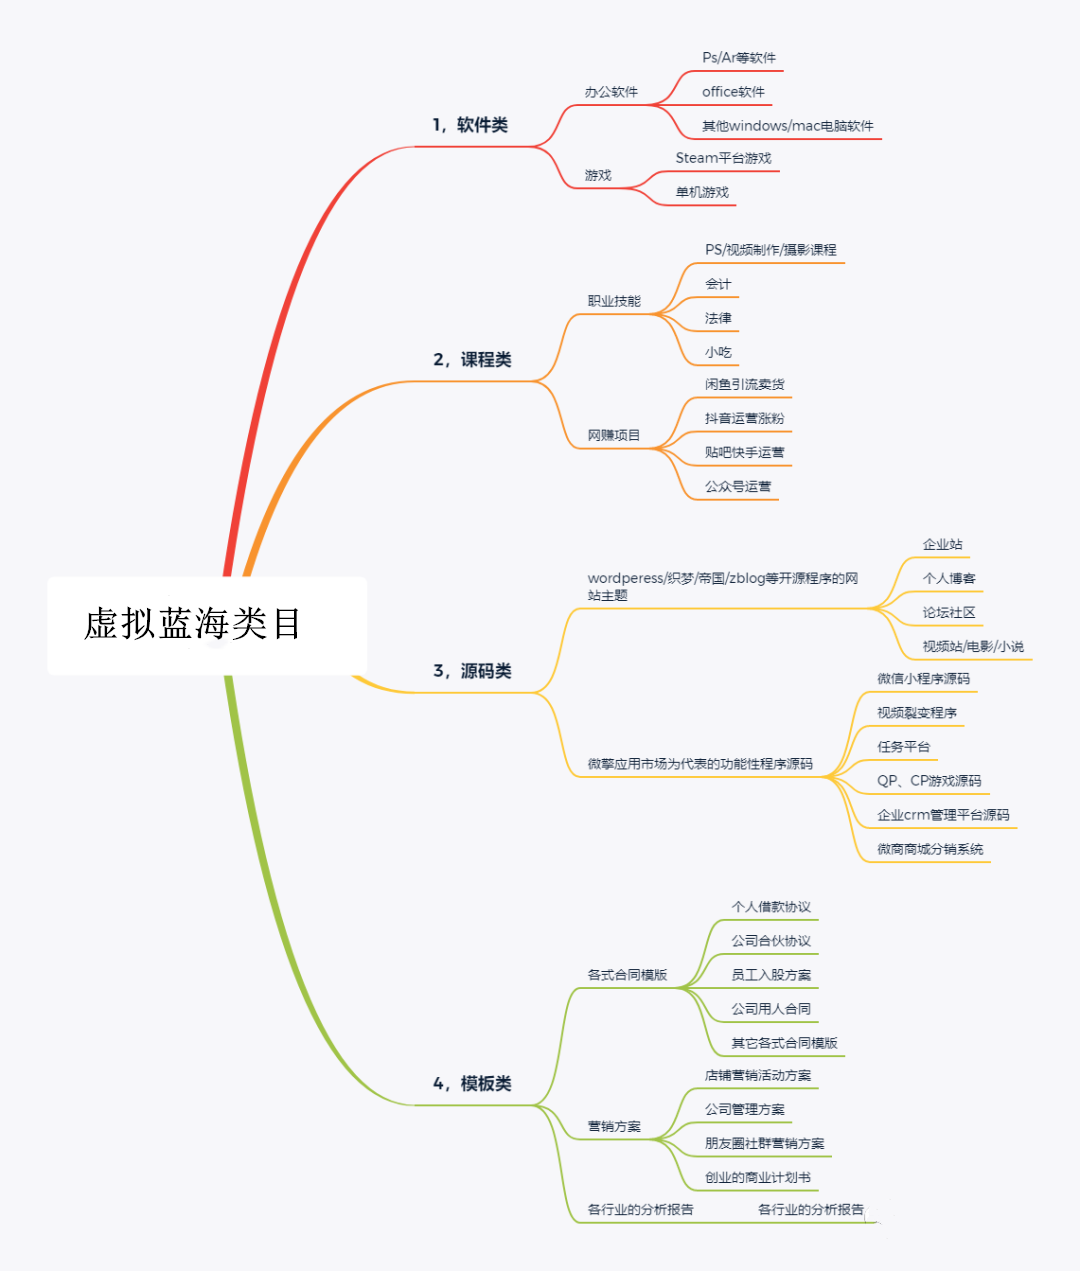 虚拟蓝海类目
1，软件类
办公软件
Ps/Ar等软件
office软件
其他windows/mac电脑软件
游戏
Steam平台游戏
单机游戏
2，课程类
职业技能
PS/视频制作/摄影课程
会计
法律
小吃
网赚项目
闲鱼引流卖货
抖音运营涨粉
贴吧快手运营
公众号运营
3，源码类
wordperess/织梦/帝国/zblog等开源程序的网
站主题
企业站
个人博客
论坛社区
视频站/电影/小说
微擎应用市场为代表的功能性程序源码
微信小程序源码
视频裂变程序
任务平台
QP、CP游戏源码
企业crm管理平台源码
微商商城分销系统
4，模板类
各式合同模版
个人借款协议
公司合伙协议
员工入股方案
公司用人合同
其它各式合同模版
营销方案
店铺营销活动方案
公司管理方案
朋友圈社群营销方案
创业的商业计划书
各行业的分析报告
各行业的分析报告